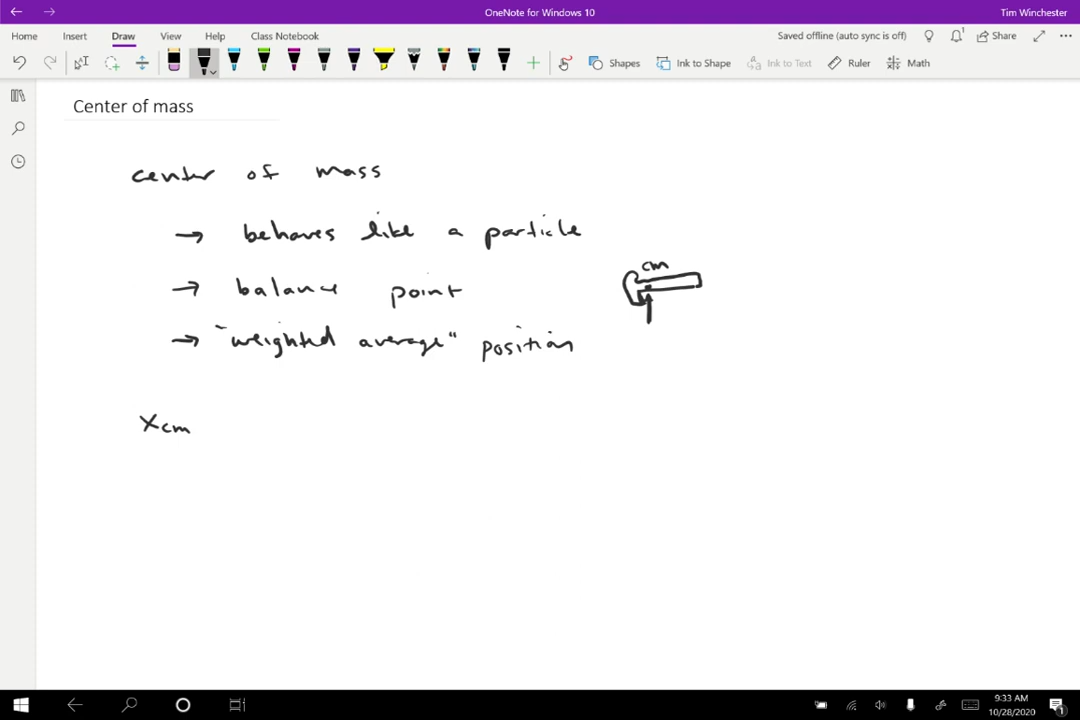 OneNote for Windows 10
Tim Winchester
Home Insert Draw View Help Class Notebook
Saved offline (auto sync is off) Share
Shapes Ink to Shape Ink to Text Ruler Math
Center of mass
center of mass
→ behaves like a particle
cm
→ balance point
→ "weighted average" position
Xcm
9:33 AM
10/28/2020